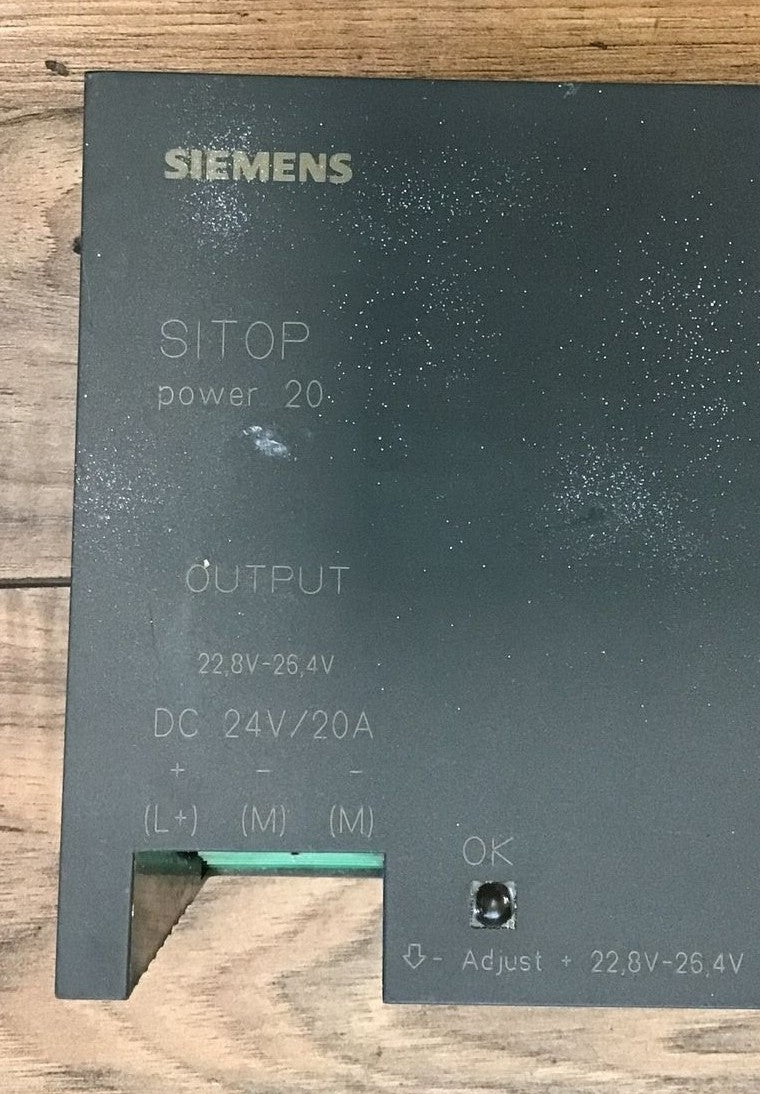 SIEMENS
SITOP
power 20
OUTPUT
22,8V-26,4V
DC 24V/20A
+ - -
(L+) (M) (M)
OK
⇩- Adjust + 22,8V-26,4V